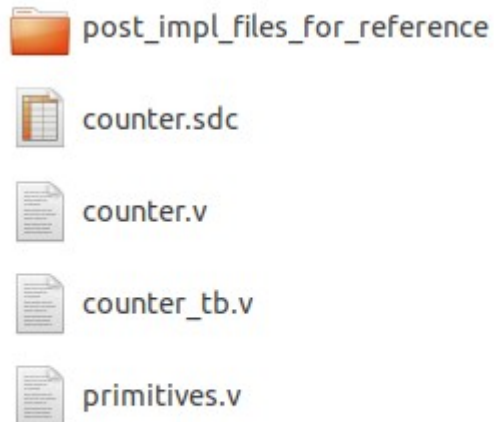 post_impl_files_for_reference
counter.sdc
counter.v
counter_tb.v
primitives.v